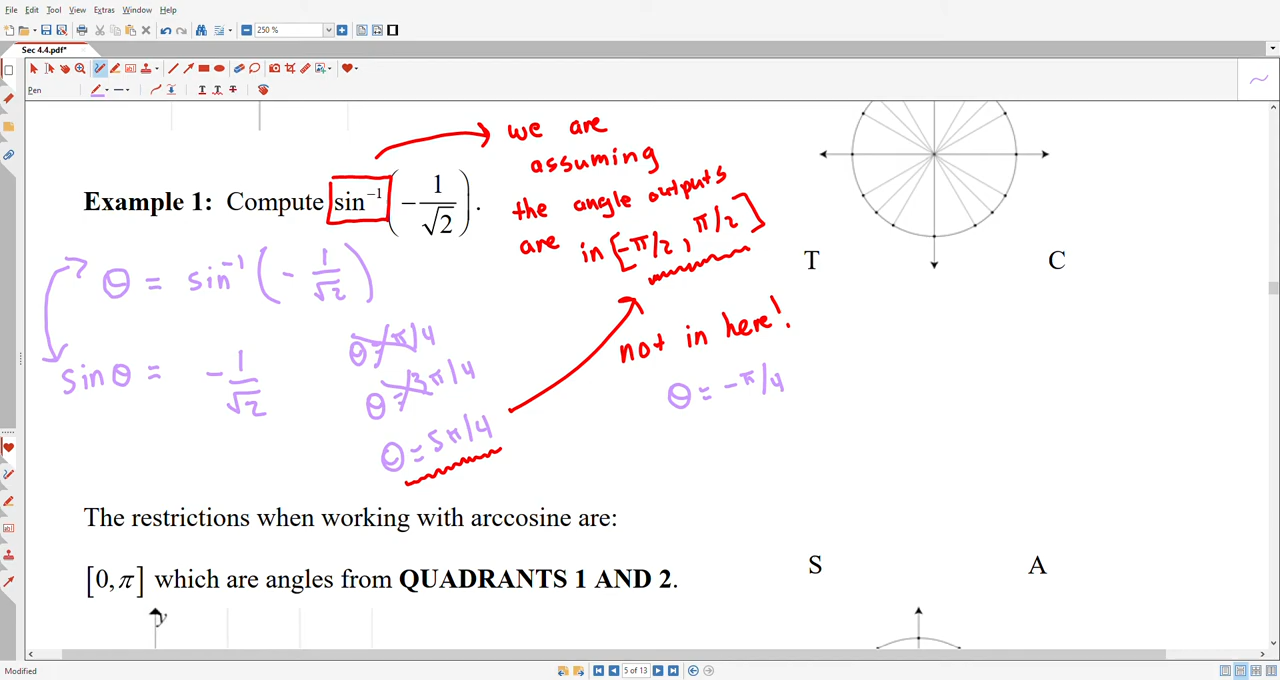 File Edit Tool View Extras Window Help
250 %
Sec 4.4.pdf*
Pen
Example 1: Compute sin⁻¹(−1/√2).
we are
assuming
the angle outputs
are in [-π/2, π/2]
T C
θ = sin⁻¹(-1/√2)
sin θ = -1/√2
θ=π/4
θ=3π/4
θ=5π/4
not in here!
θ=-π/4
The restrictions when working with arccosine are:
[0, π] which are angles from QUADRANTS 1 AND 2.
S A
y
Modified
5 of 13